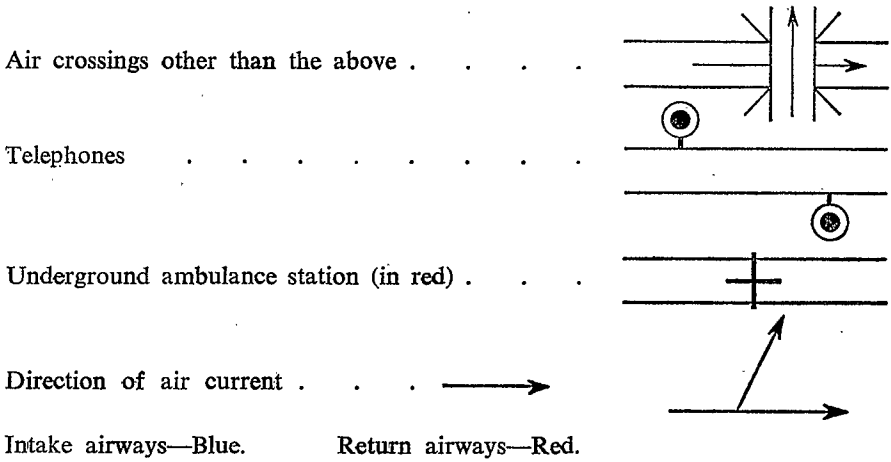 Air crossings other than the above . . . .
Telephones . . . . . . . .
Underground ambulance station (in red) . . .
Direction of air current . . .
Intake airways—Blue. Return airways—Red.